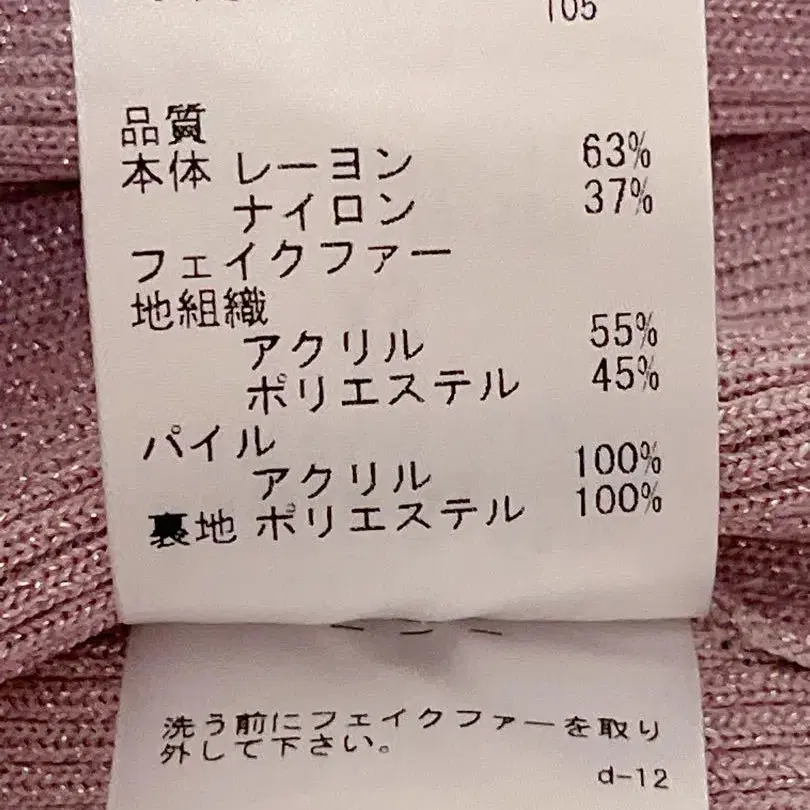 105
品質
本体 レーヨン 63%
ナイロン 37%
フェイクファー
地組織
アクリル 55%
ポリエステル 45%
パイル
アクリル 100%
裏地 ポリエステル 100%
洗う前にフェイクファーを取り
外して下さい。
d-12